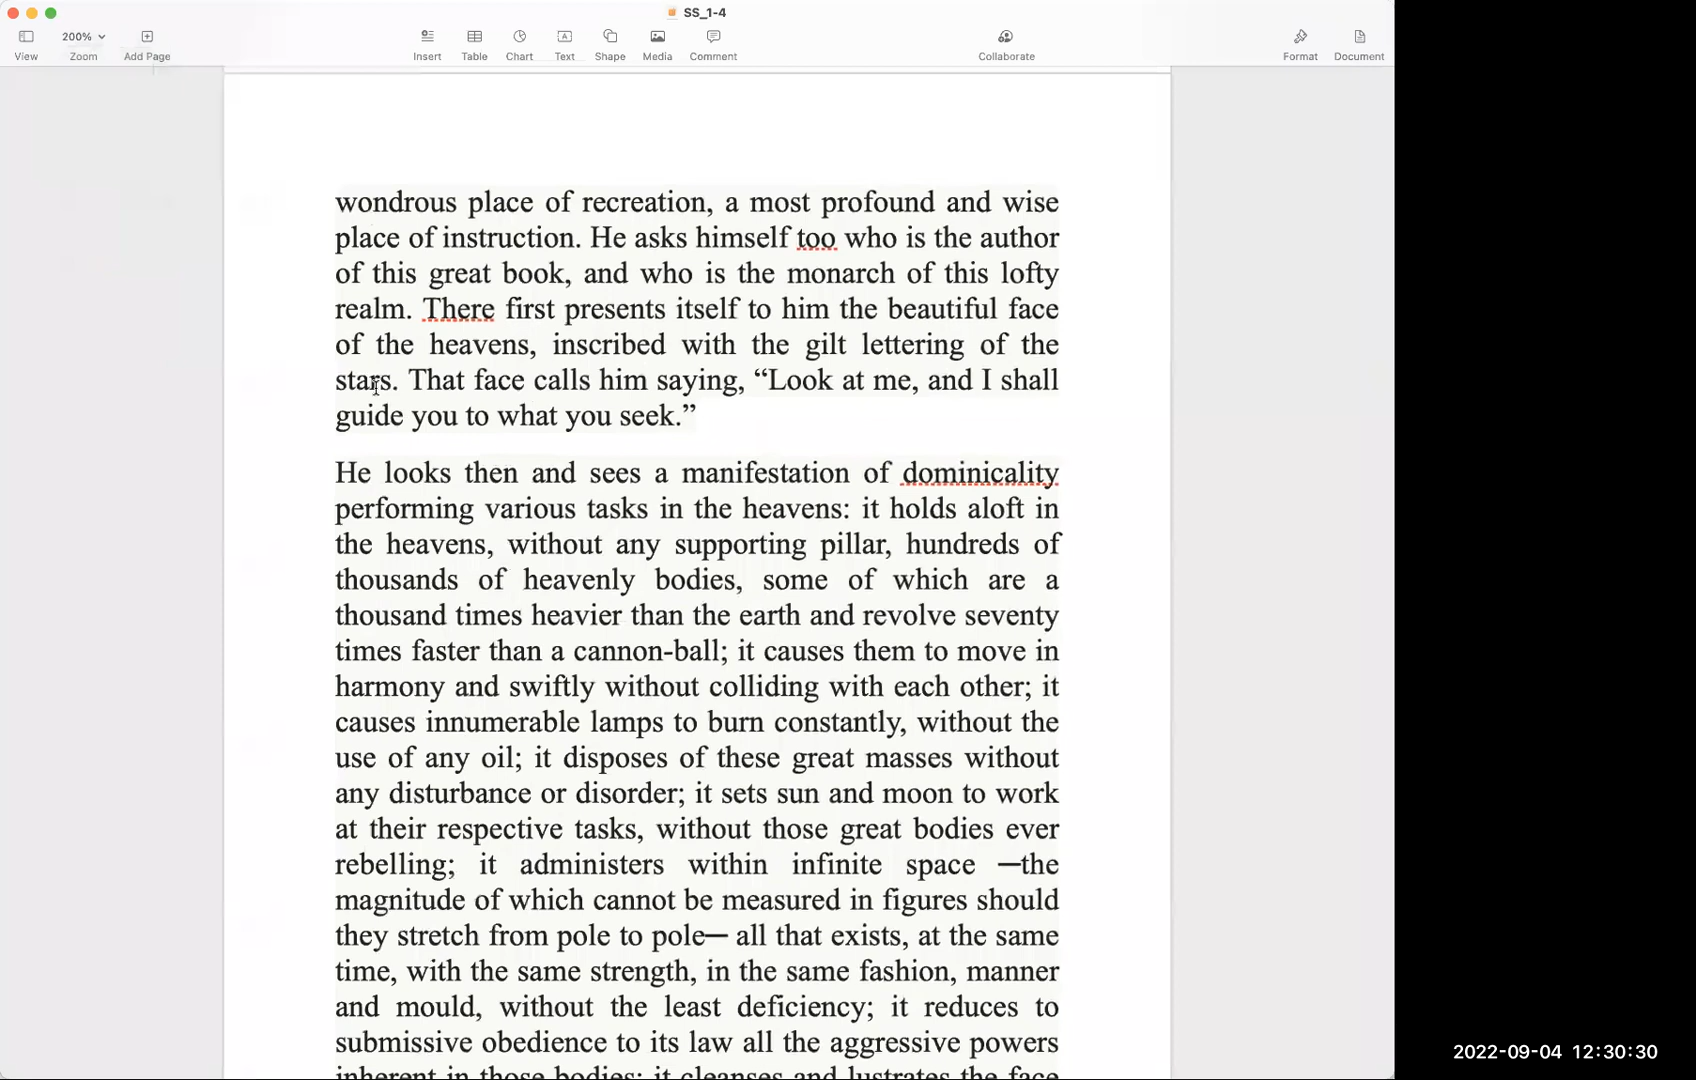 SS_1-4
200%
View Zoom Add Page Insert Table Chart Text Shape Media Comment Collaborate Format Document
wondrous place of recreation, a most profound and wise
place of instruction. He asks himself too who is the author
of this great book, and who is the monarch of this lofty
realm. There first presents itself to him the beautiful face
of the heavens, inscribed with the gilt lettering of the
stars. That face calls him saying, “Look at me, and I shall
guide you to what you seek.”
He looks then and sees a manifestation of dominicality
performing various tasks in the heavens: it holds aloft in
the heavens, without any supporting pillar, hundreds of
thousands of heavenly bodies, some of which are a
thousand times heavier than the earth and revolve seventy
times faster than a cannon-ball; it causes them to move in
harmony and swiftly without colliding with each other; it
causes innumerable lamps to burn constantly, without the
use of any oil; it disposes of these great masses without
any disturbance or disorder; it sets sun and moon to work
at their respective tasks, without those great bodies ever
rebelling; it administers within infinite space —the
magnitude of which cannot be measured in figures should
they stretch from pole to pole— all that exists, at the same
time, with the same strength, in the same fashion, manner
and mould, without the least deficiency; it reduces to
submissive obedience to its law all the aggressive powers
inherent in those bodies; it cleanses and lustrates the face
2022-09-04 12:30:30